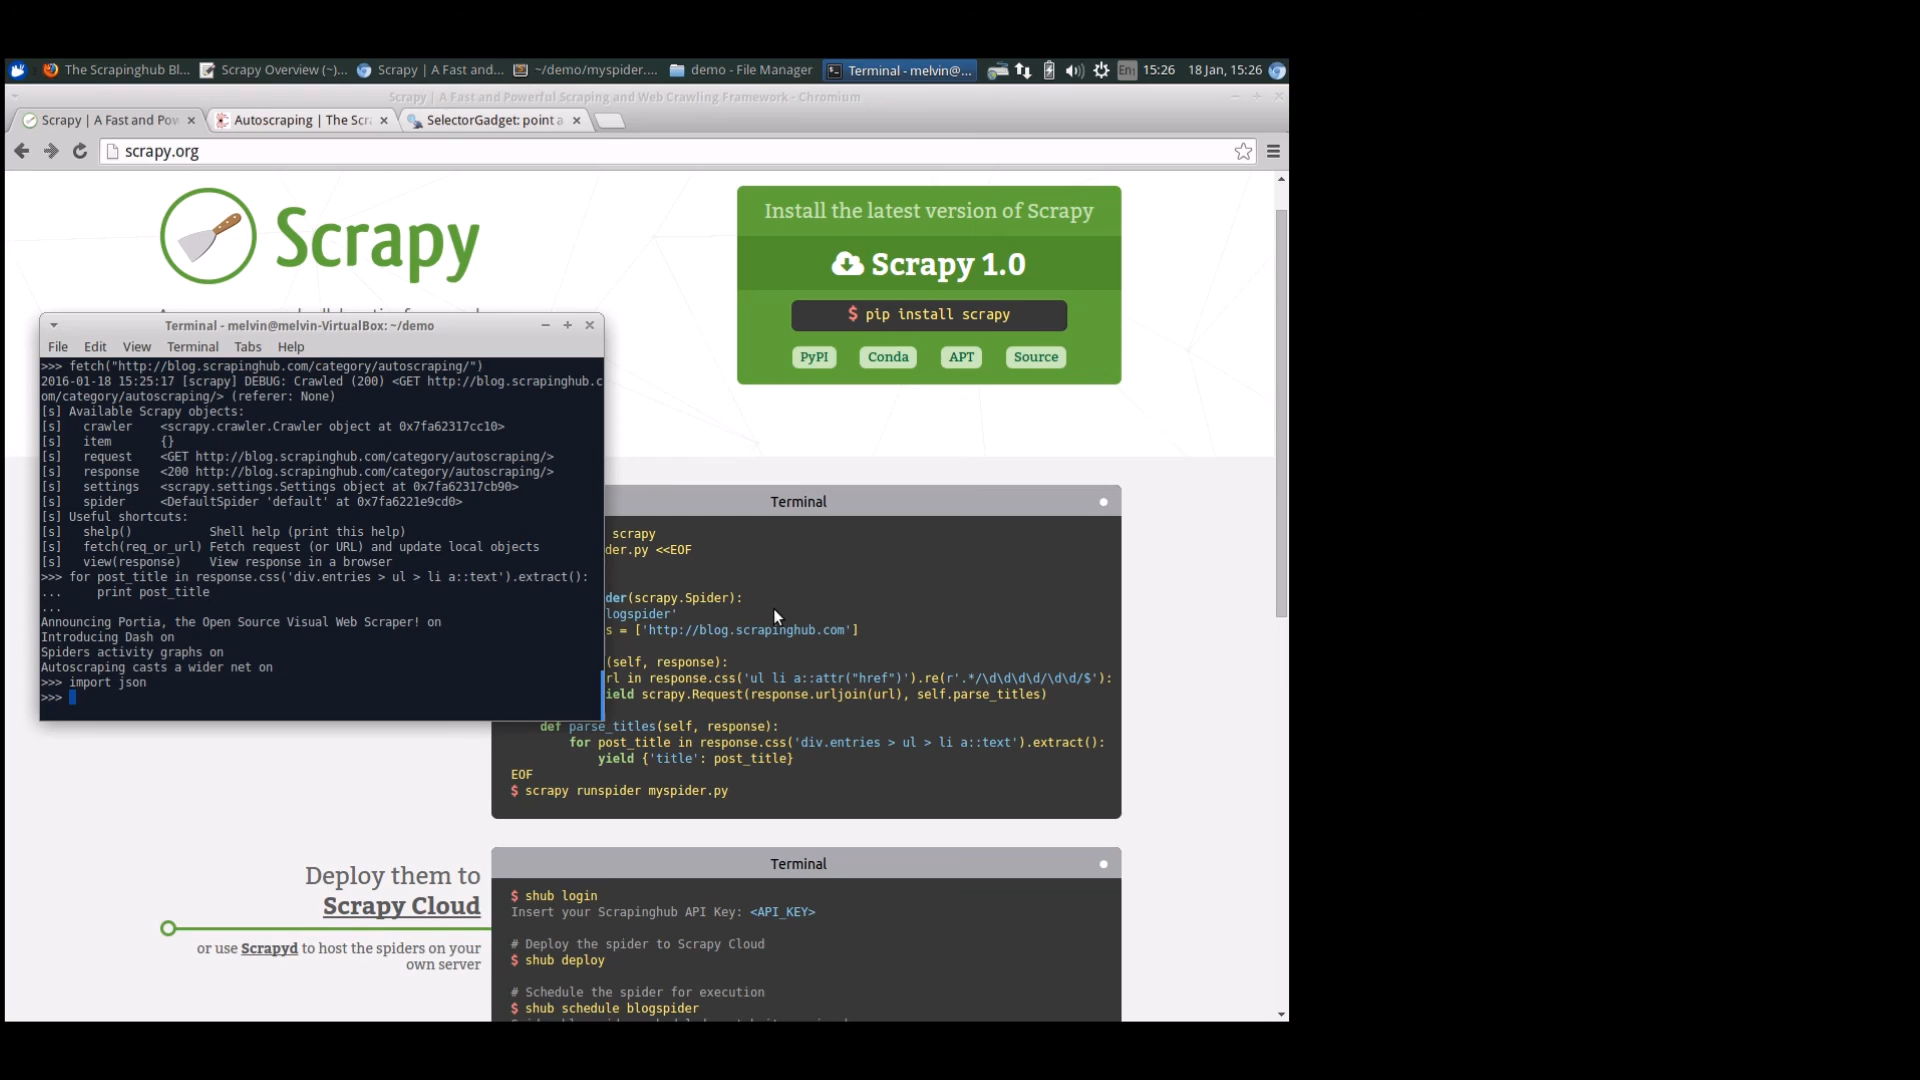 The Scrapinghub Bl...
Scrapy Overview (~)...
Scrapy | A Fast and...
~/demo/myspider....
demo - File Manager
Terminal - melvin@...
En
15:26
18 Jan, 15:26
Scrapy | A Fast and Powerful Scraping and Web Crawling Framework - Chromium
Scrapy | A Fast and Pow
Autoscraping | The Scra
SelectorGadget: point a
scrapy.org
Scrapy
Install the latest version of Scrapy
Scrapy 1.0
$ pip install scrapy
PyPI Conda APT Source
Terminal - melvin@melvin-VirtualBox: ~/demo
File Edit View Terminal Tabs Help
>>> fetch("http://blog.scrapinghub.com/category/autoscraping/")
2016-01-18 15:25:17 [scrapy] DEBUG: Crawled (200) <GET http://blog.scrapinghub.c
om/category/autoscraping/> (referer: None)
[s] Available Scrapy objects:
[s]   crawler    <scrapy.crawler.Crawler object at 0x7fa62317cc10>
[s]   item       {}
[s]   request    <GET http://blog.scrapinghub.com/category/autoscraping/>
[s]   response   <200 http://blog.scrapinghub.com/category/autoscraping/>
[s]   settings   <scrapy.settings.Settings object at 0x7fa62317cb90>
[s]   spider     <DefaultSpider 'default' at 0x7fa6221e9cd0>
[s] Useful shortcuts:
[s]   shelp()           Shell help (print this help)
[s]   fetch(req_or_url) Fetch request (or URL) and update local objects
[s]   view(response)    View response in a browser
>>> for post_title in response.css('div.entries > ul > li a::text').extract():
...     print post_title
...
Announcing Portia, the Open Source Visual Web Scraper! on
Introducing Dash on
Spiders activity graphs on
Autoscraping casts a wider net on
>>> import json
>>>
Terminal
scrapy
der.py <<EOF
der(scrapy.Spider):
logspider'
s = ['http://blog.scrapinghub.com']
(self, response):
rl in response.css('ul li a::attr("href")').re(r'.*/\d\d\d\d/\d\d/$'):
ield scrapy.Request(response.urljoin(url), self.parse_titles)
def parse_titles(self, response):
for post_title in response.css('div.entries > ul > li a::text').extract():
yield {'title': post_title}
EOF
$ scrapy runspider myspider.py
Deploy them to
Scrapy Cloud
or use Scrapyd to host the spiders on your
own server
Terminal
$ shub login
Insert your Scrapinghub API Key: <API_KEY>
# Deploy the spider to Scrapy Cloud
$ shub deploy
# Schedule the spider for execution
$ shub schedule blogspider